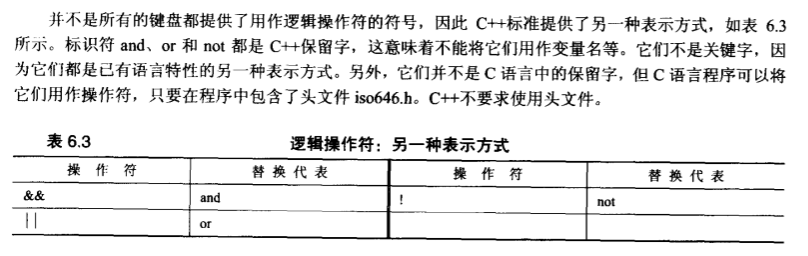 并不是所有的键盘都提供了用作逻辑操作符的符号，因此 C++标准提供了另一种表示方式，如表 6.3
所示。标识符 and、or 和 not 都是 C++保留字，这意味着不能将它们用作变量名等。它们不是关键字，因
为它们都是已有语言特性的另一种表示方式。另外，它们并不是 C 语言中的保留字，但 C 语言程序可以将
它们用作操作符，只要在程序中包含了头文件 iso646.h。C++不要求使用头文件。
表 6.3 逻辑操作符：另一种表示方式
操 作 符 替 换 代 表 操 作 符 替 换 代 表
&& and ! not
|| or